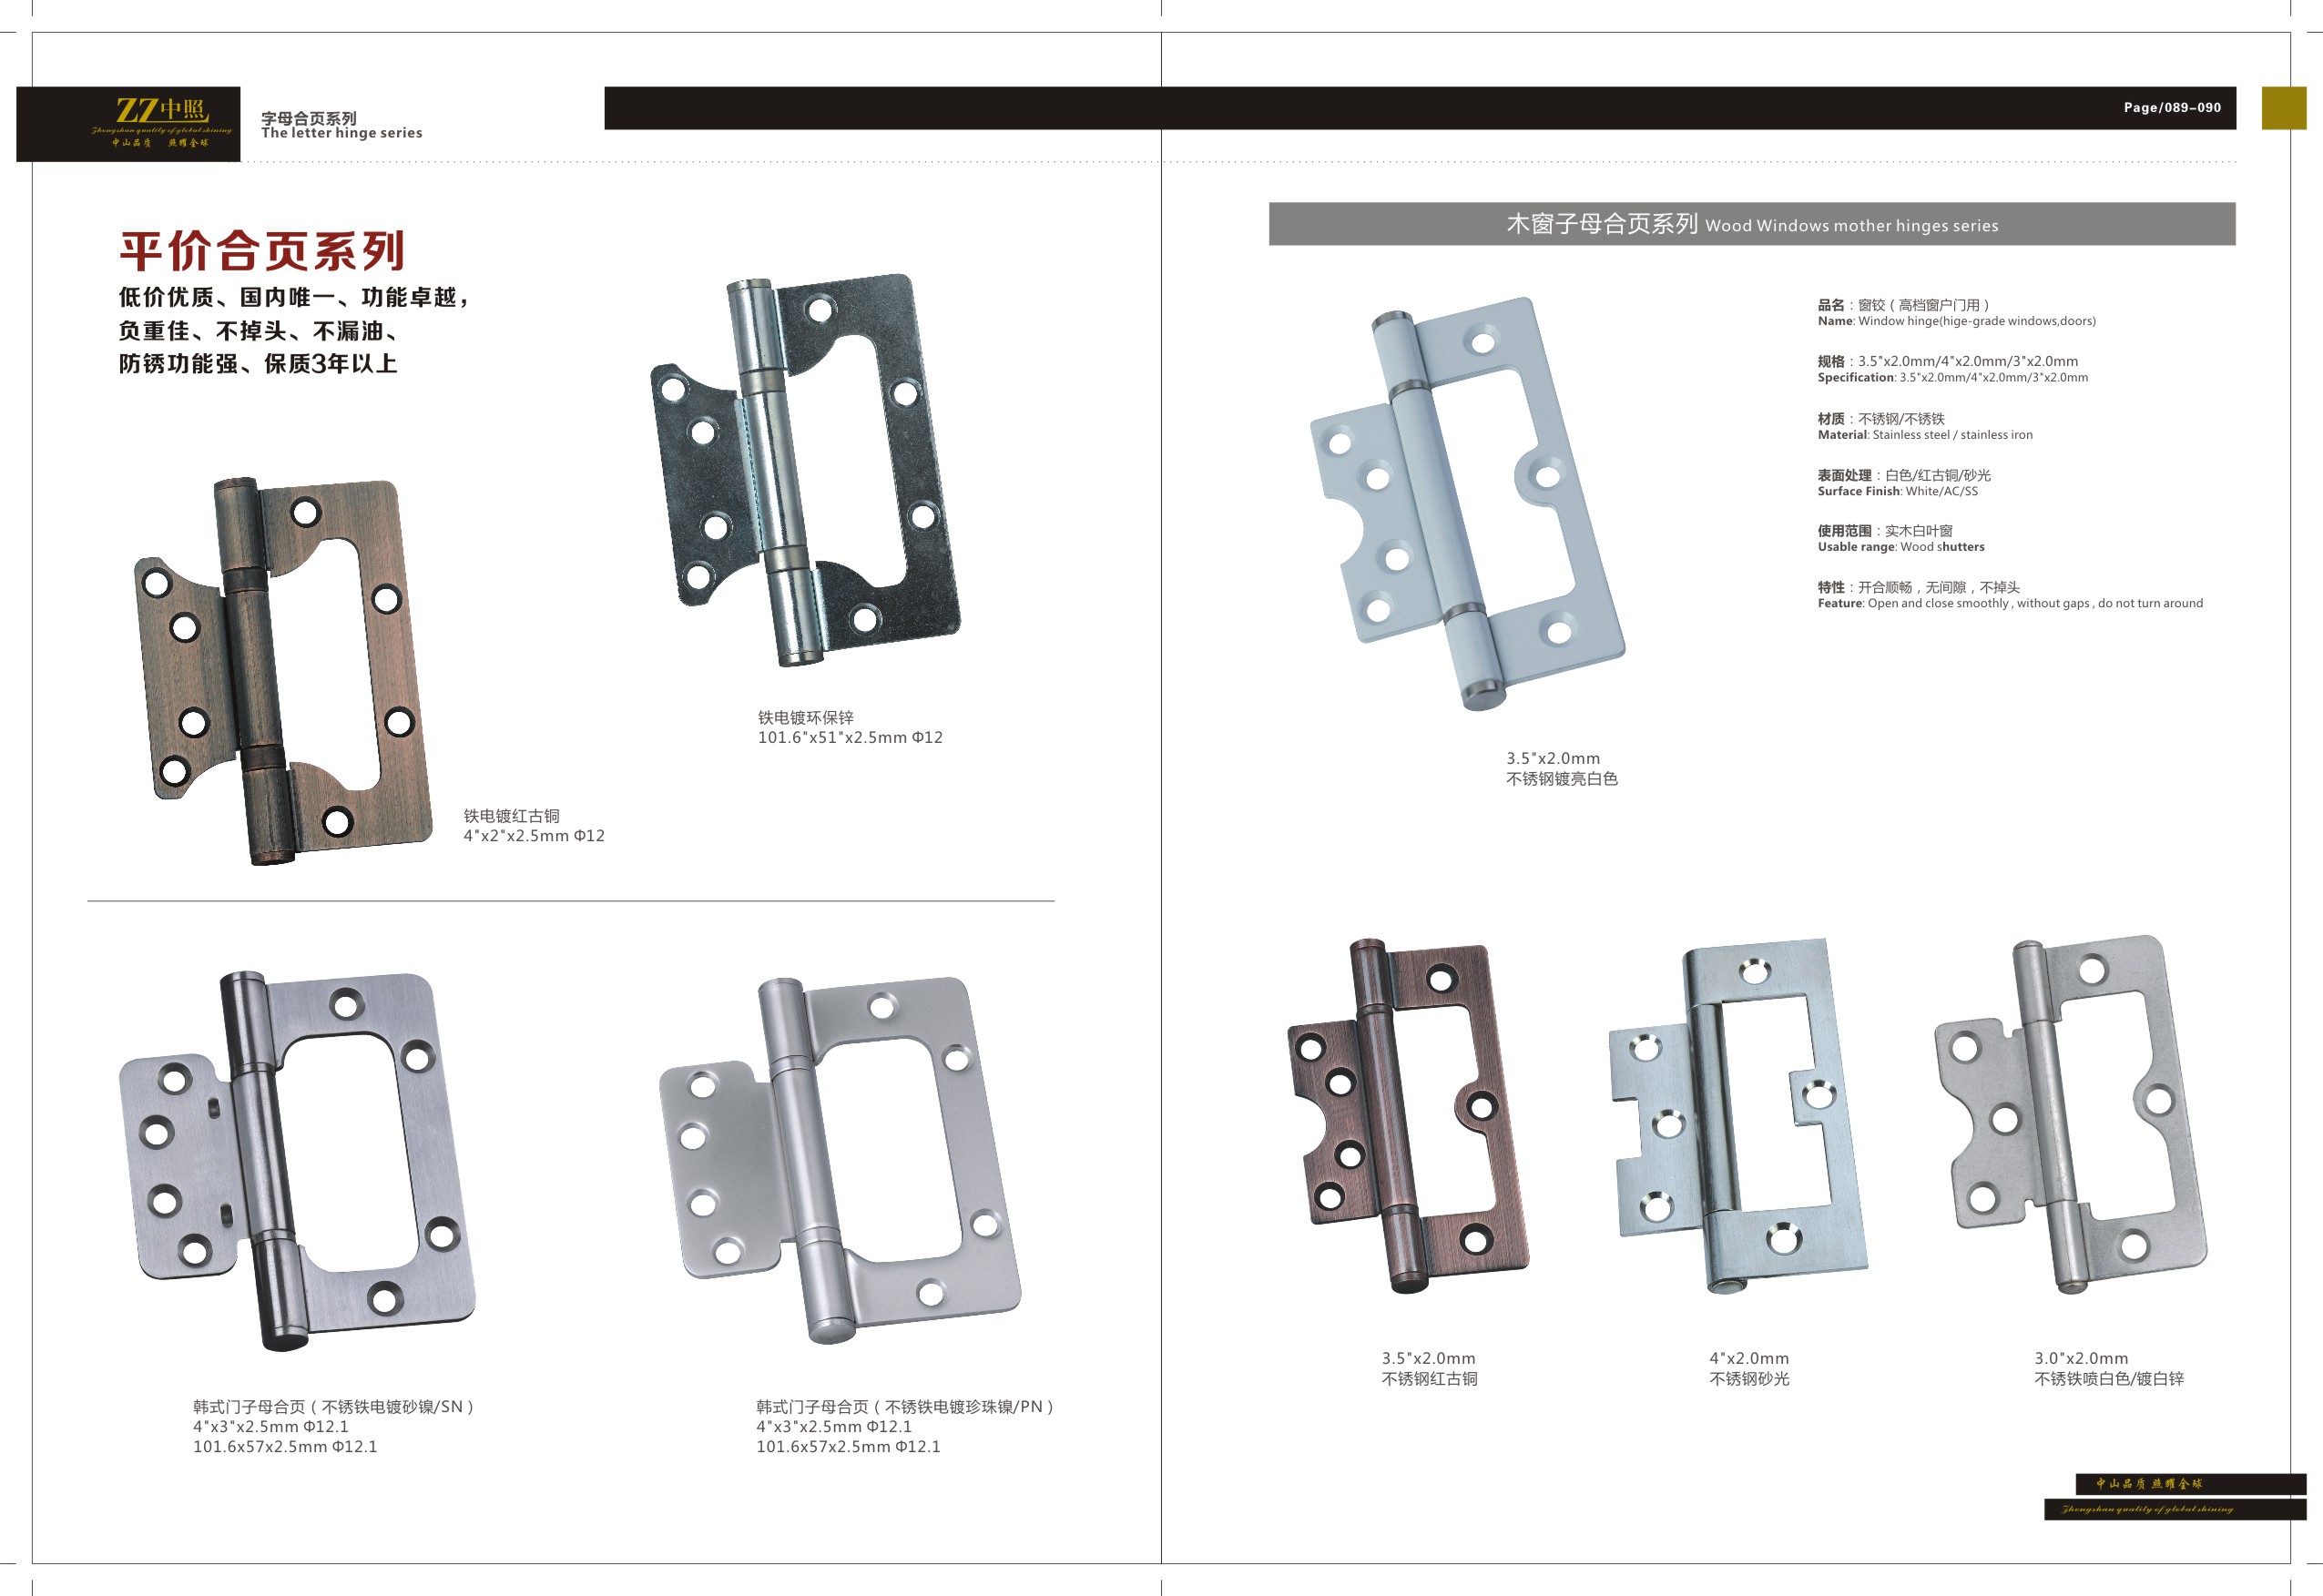 ZZ中照
Zhongshan quality of global shining
中山品质 照耀全球
字母合页系列
The letter hinge series
Page/089-090
平价合页系列
低价优质、国内唯一、功能卓越，
负重佳、不掉头、不漏油、
防锈功能强、保质3年以上
铁电镀环保锌
101.6"x51"x2.5mm Φ12
铁电镀红古铜
4"x2"x2.5mm Φ12
韩式门子母合页（不锈铁电镀砂镍/SN）
4"x3"x2.5mm Φ12.1
101.6x57x2.5mm Φ12.1
韩式门子母合页（不锈铁电镀珍珠镍/PN）
4"x3"x2.5mm Φ12.1
101.6x57x2.5mm Φ12.1
木窗子母合页系列 Wood Windows mother hinges series
品名：窗铰（高档窗户门用）
Name: Window hinge(hige-grade windows,doors)
规格：3.5"x2.0mm/4"x2.0mm/3"x2.0mm
Specification: 3.5"x2.0mm/4"x2.0mm/3"x2.0mm
材质：不锈钢/不锈铁
Material: Stainless steel / stainless iron
表面处理：白色/红古铜/砂光
Surface Finish: White/AC/SS
使用范围：实木白叶窗
Usable range: Wood shutters
特性：开合顺畅，无间隙，不掉头
Feature: Open and close smoothly , without gaps , do not turn around
3.5"x2.0mm
不锈钢镀亮白色
3.5"x2.0mm
不锈钢红古铜
4"x2.0mm
不锈钢砂光
3.0"x2.0mm
不锈铁喷白色/镀白锌
中山品质 照耀全球
Zhongshan quality of global shining